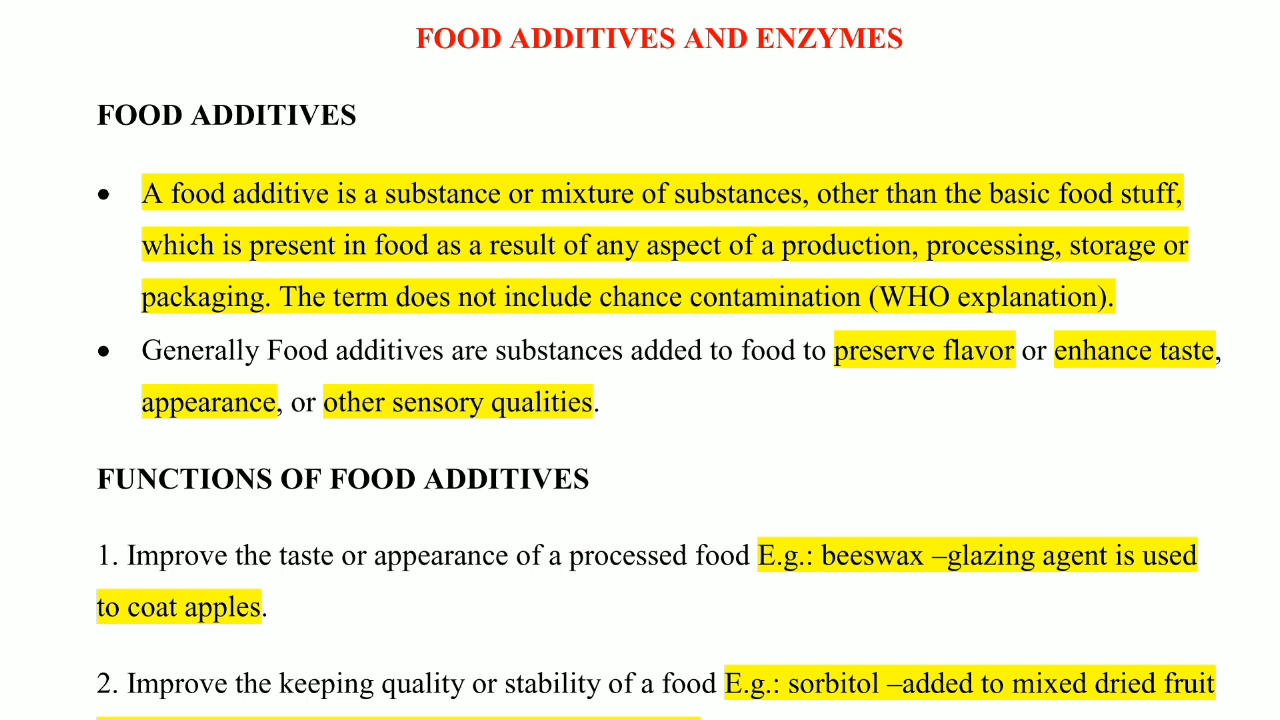 FOOD ADDITIVES AND ENZYMES
FOOD ADDITIVES
• A food additive is a substance or mixture of substances, other than the basic food stuff,
which is present in food as a result of any aspect of a production, processing, storage or
packaging. The term does not include chance contamination (WHO explanation).
• Generally Food additives are substances added to food to preserve flavor or enhance taste,
appearance, or other sensory qualities.
FUNCTIONS OF FOOD ADDITIVES
1. Improve the taste or appearance of a processed food E.g.: beeswax –glazing agent is used
to coat apples.
2. Improve the keeping quality or stability of a food E.g.: sorbitol –added to mixed dried fruit